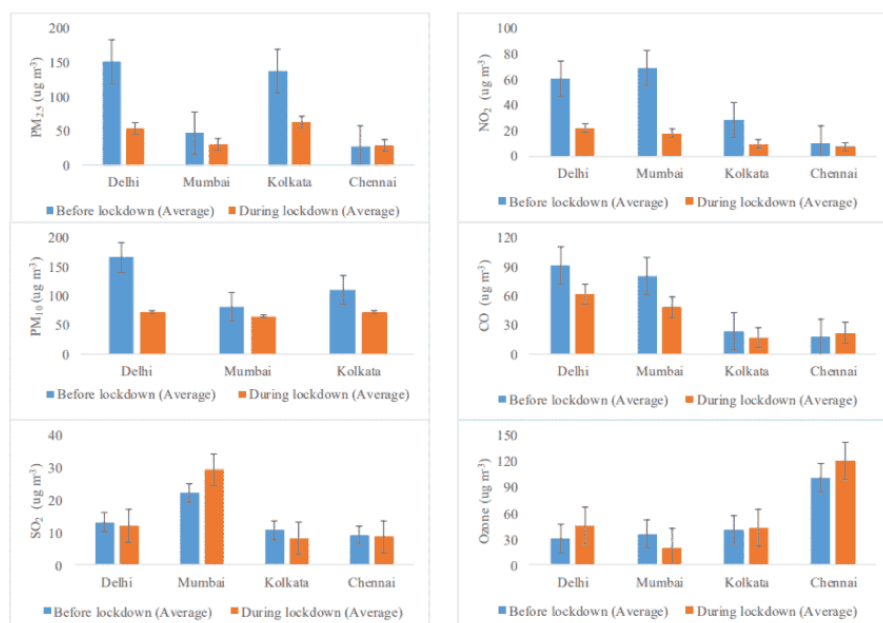 PM2.5 (ug m-3)
200
150
100
50
0
Delhi Mumbai Kolkata Chennai
Before lockdown (Average) During lockdown (Average)
NO2 (ug m-3)
100
80
60
40
20
0
Delhi Mumbai Kolkata Chennai
Before lockdown (Average) During lockdown (Average)
PM10 (ug m-3)
200
150
100
50
0
Delhi Mumbai Kolkata
Before lockdown (Average) During lockdown (Average)
CO (ug m-3)
120
90
60
30
0
Delhi Mumbai Kolkata Chennai
Before lockdown (Average) During lockdown (Average)
SO2 (ug m-3)
40
30
20
10
0
Delhi Mumbai Kolkata Chennai
Before lockdown (Average) During lockdown (Average)
Ozone (ug m-3)
150
120
90
60
30
0
Delhi Mumbai Kolkata Chennai
Before lockdown (Average) During lockdown (Average)